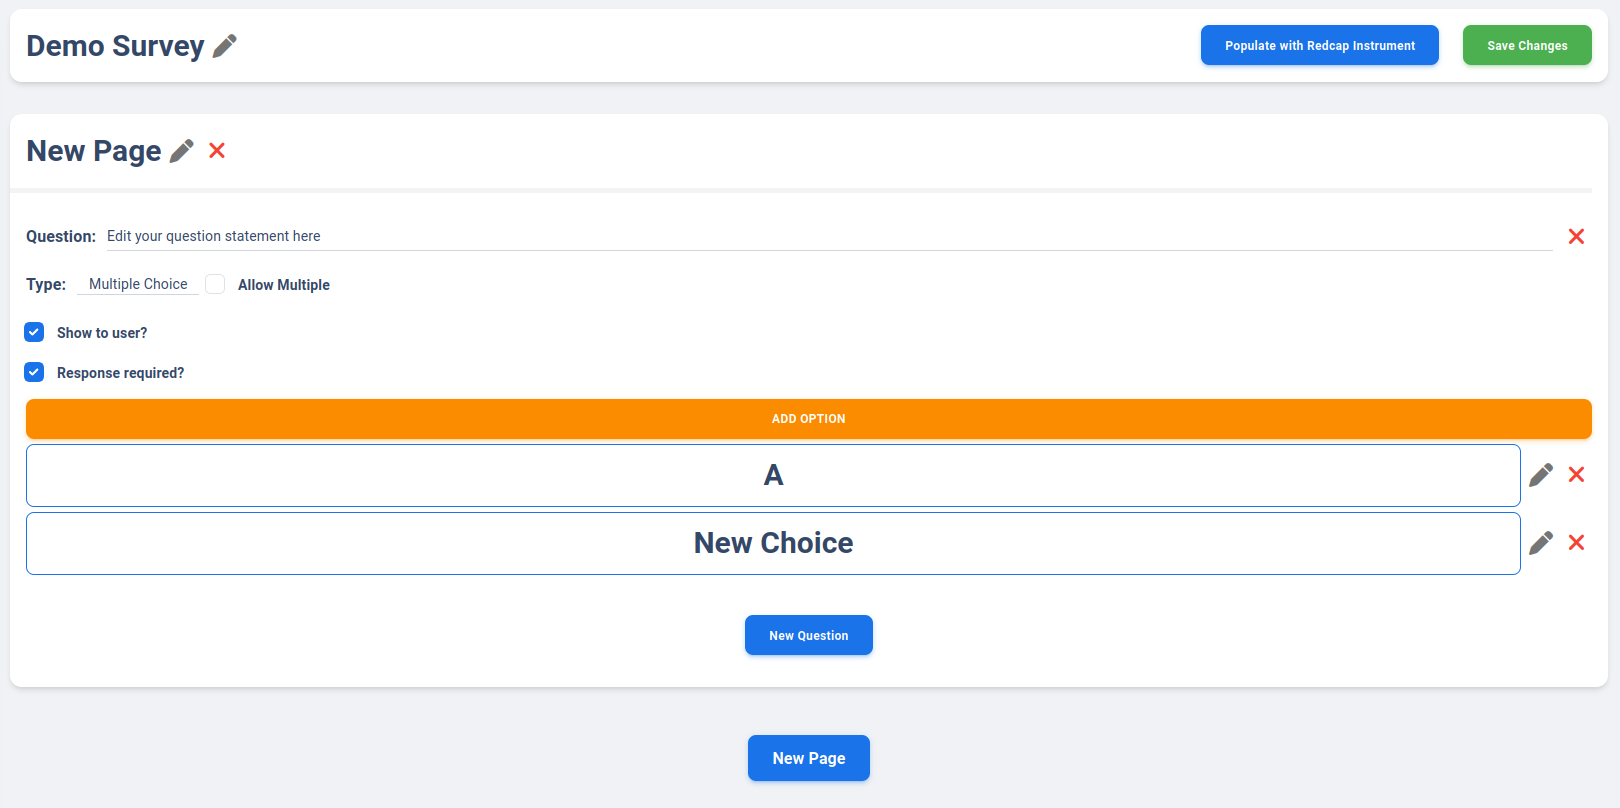 Demo Survey
Populate with Redcap Instrument
Save Changes
New Page
Question: Edit your question statement here
Type: Multiple Choice Allow Multiple
Show to user?
Response required?
ADD OPTION
A
New Choice
New Question
New Page